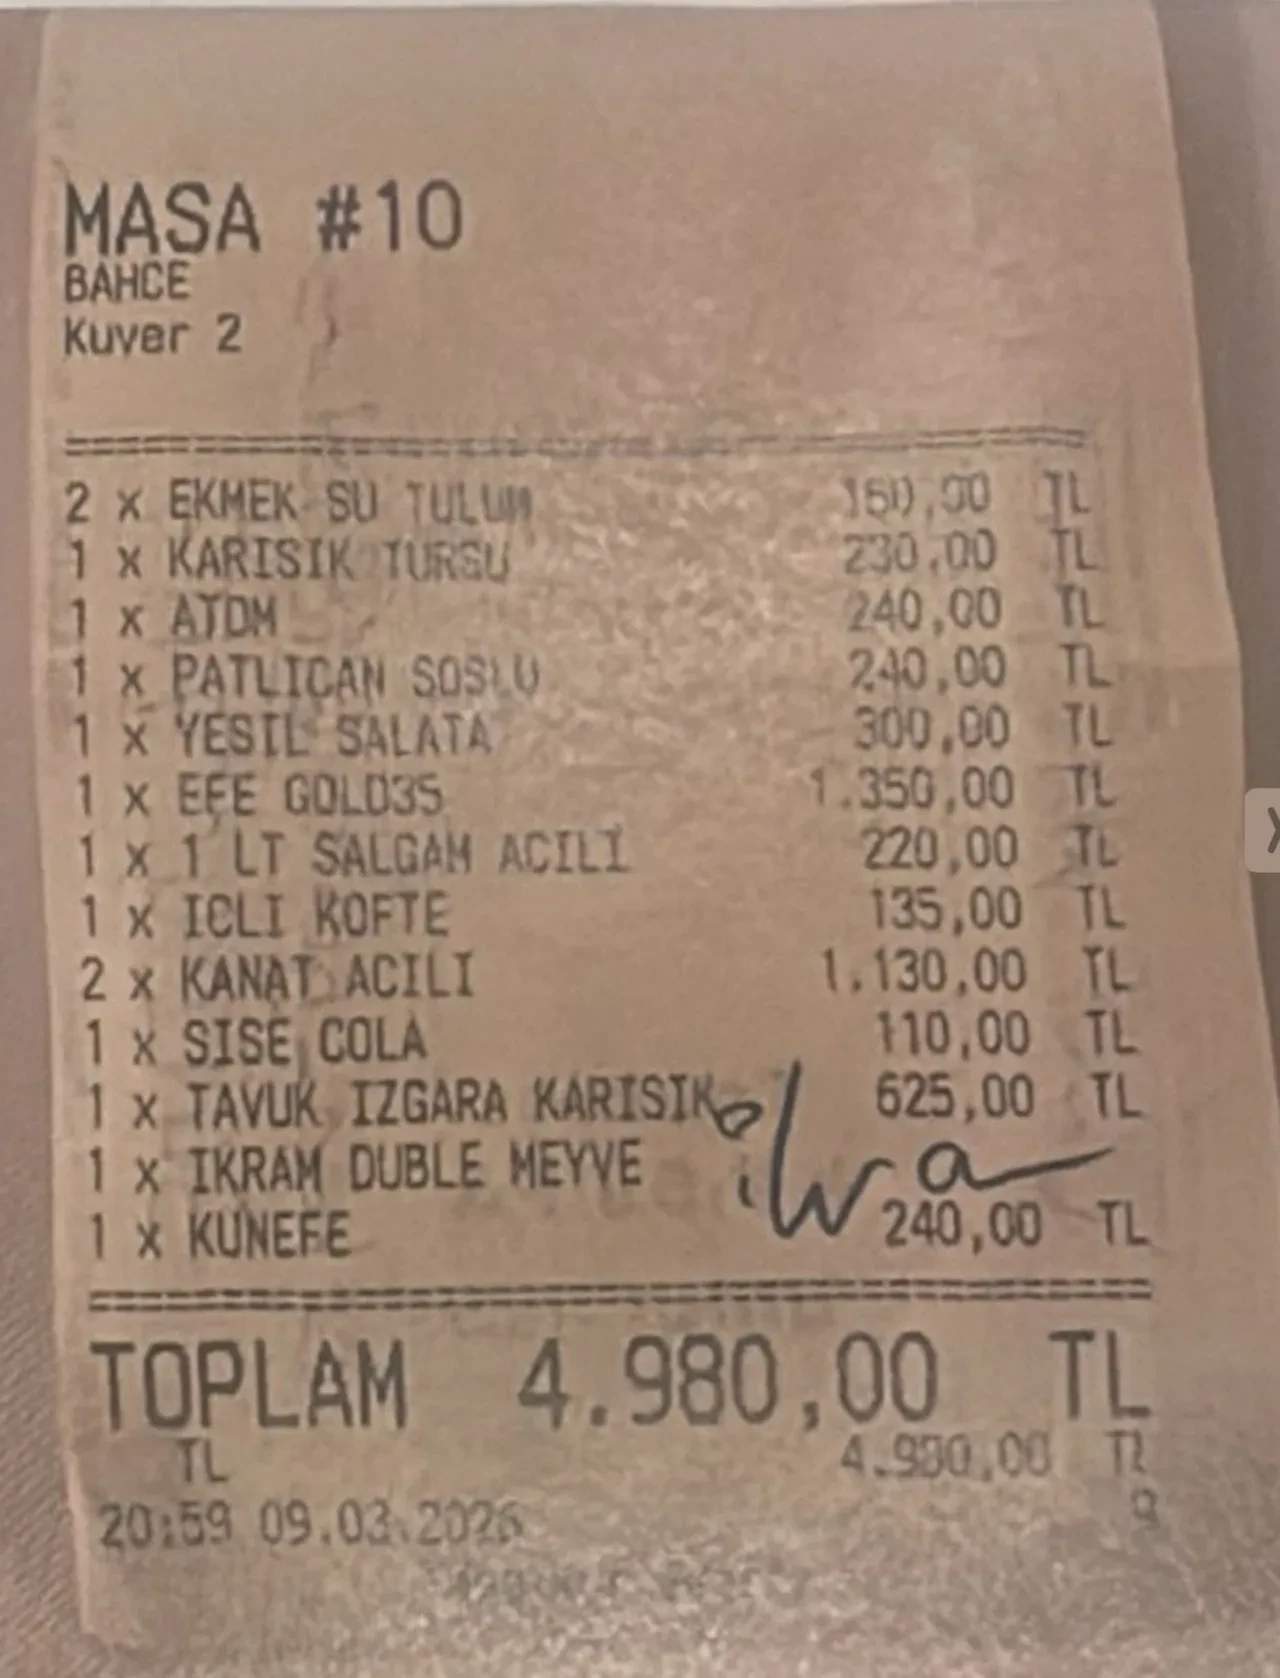 MASA #10
BAHCE
Kuver 2
2 x EKMEK SU TULUM 160,00 TL
1 x KARISIK TURSU 230,00 TL
1 x ATOM 240,00 TL
1 x PATLICAN SOSLU 240,00 TL
1 x YESIL SALATA 300,00 TL
1 x EFE GOLD35 1.350,00 TL
1 x 1 LT SALGAM ACILI 220,00 TL
1 x ICLI KOFTE 135,00 TL
2 x KANAT ACILI 1.130,00 TL
1 x SISE COLA 110,00 TL
1 x TAVUK IZGARA KARISIK 625,00 TL
1 x IKRAM DUBLE MEYVE
1 x KUNEFE 240,00 TL
TOPLAM 4.980,00 TL
TL 4.980,00 TL
9
20:59 09.03.2026